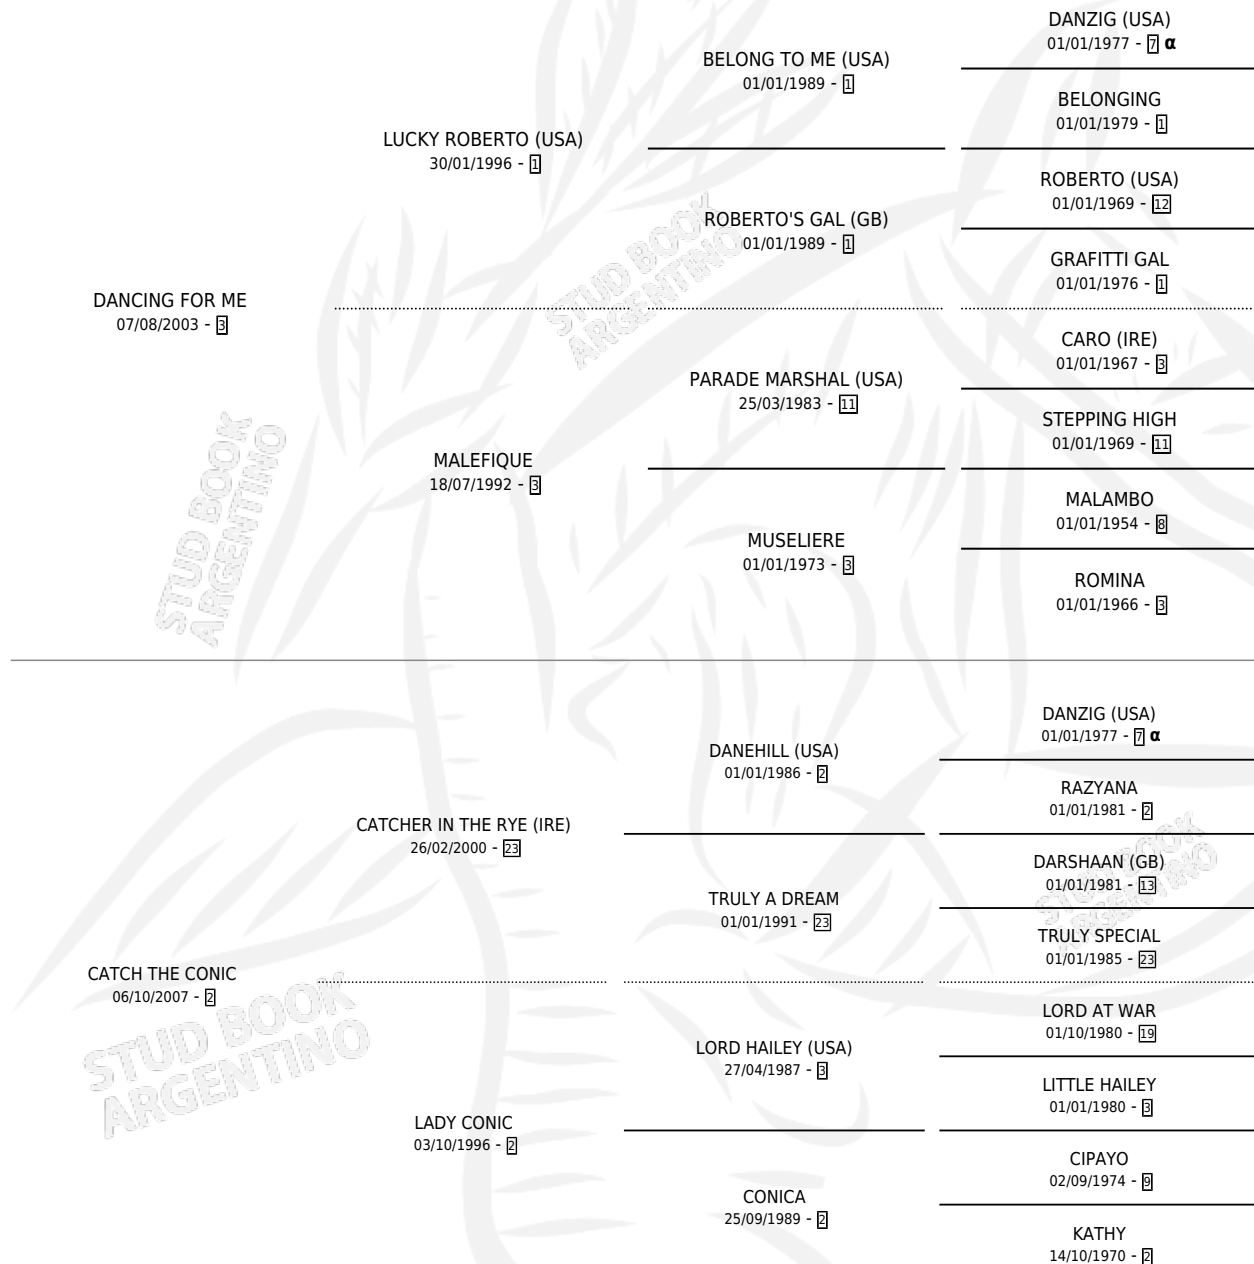 DANZIG (USA)
01/01/1977 - 7 α
BELONG TO ME (USA)
01/01/1989 - 1
BELONGING
01/01/1979 - 1
LUCKY ROBERTO (USA)
30/01/1996 - 1
ROBERTO (USA)
01/01/1969 - 12
ROBERTO'S GAL (GB)
01/01/1989 - 1
GRAFITTI GAL
01/01/1976 - 1
DANCING FOR ME
07/08/2003 - 3
CARO (IRE)
01/01/1967 - 3
PARADE MARSHAL (USA)
25/03/1983 - 11
STEPPING HIGH
01/01/1969 - 11
MALEFIQUE
18/07/1992 - 3
MALAMBO
01/01/1954 - 8
MUSELIERE
01/01/1973 - 3
ROMINA
01/01/1966 - 3
STUD BOOK
ARGENTINO
STUD BOOK
ARGENTINO
DANZIG (USA)
01/01/1977 - 7 α
DANEHILL (USA)
01/01/1986 - 2
RAZYANA
01/01/1981 - 2
CATCHER IN THE RYE (IRE)
26/02/2000 - 23
DARSHAAN (GB)
01/01/1981 - 13
TRULY A DREAM
01/01/1991 - 23
TRULY SPECIAL
01/01/1985 - 23
CATCH THE CONIC
06/10/2007 - 2
LORD AT WAR
01/10/1980 - 19
LORD HAILEY (USA)
27/04/1987 - 3
LITTLE HAILEY
01/01/1980 - 3
LADY CONIC
03/10/1996 - 2
CIPAYO
02/09/1974 - 9
CONICA
25/09/1989 - 2
KATHY
14/10/1970 - 2
STUD BOOK
ARGENTINO
STUD BOOK
ARGENTINO